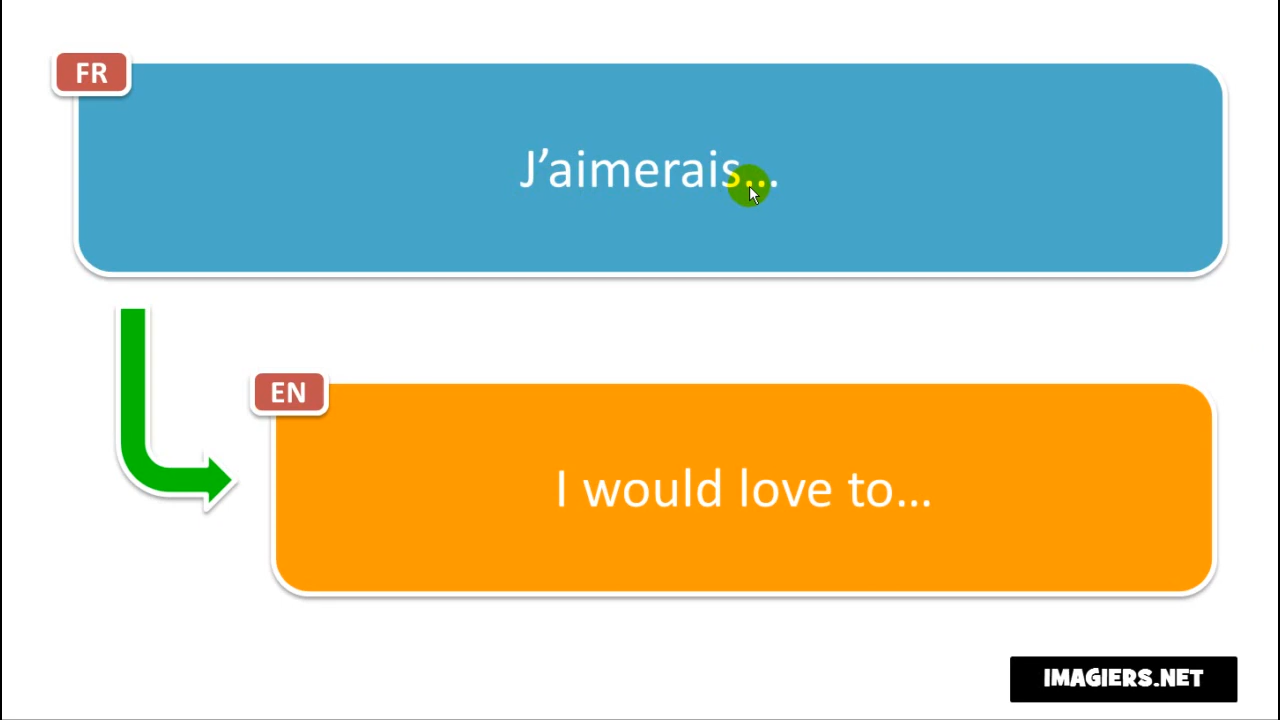 FR
J’aimerais...
EN
I would love to...
IMAGIERS.NET